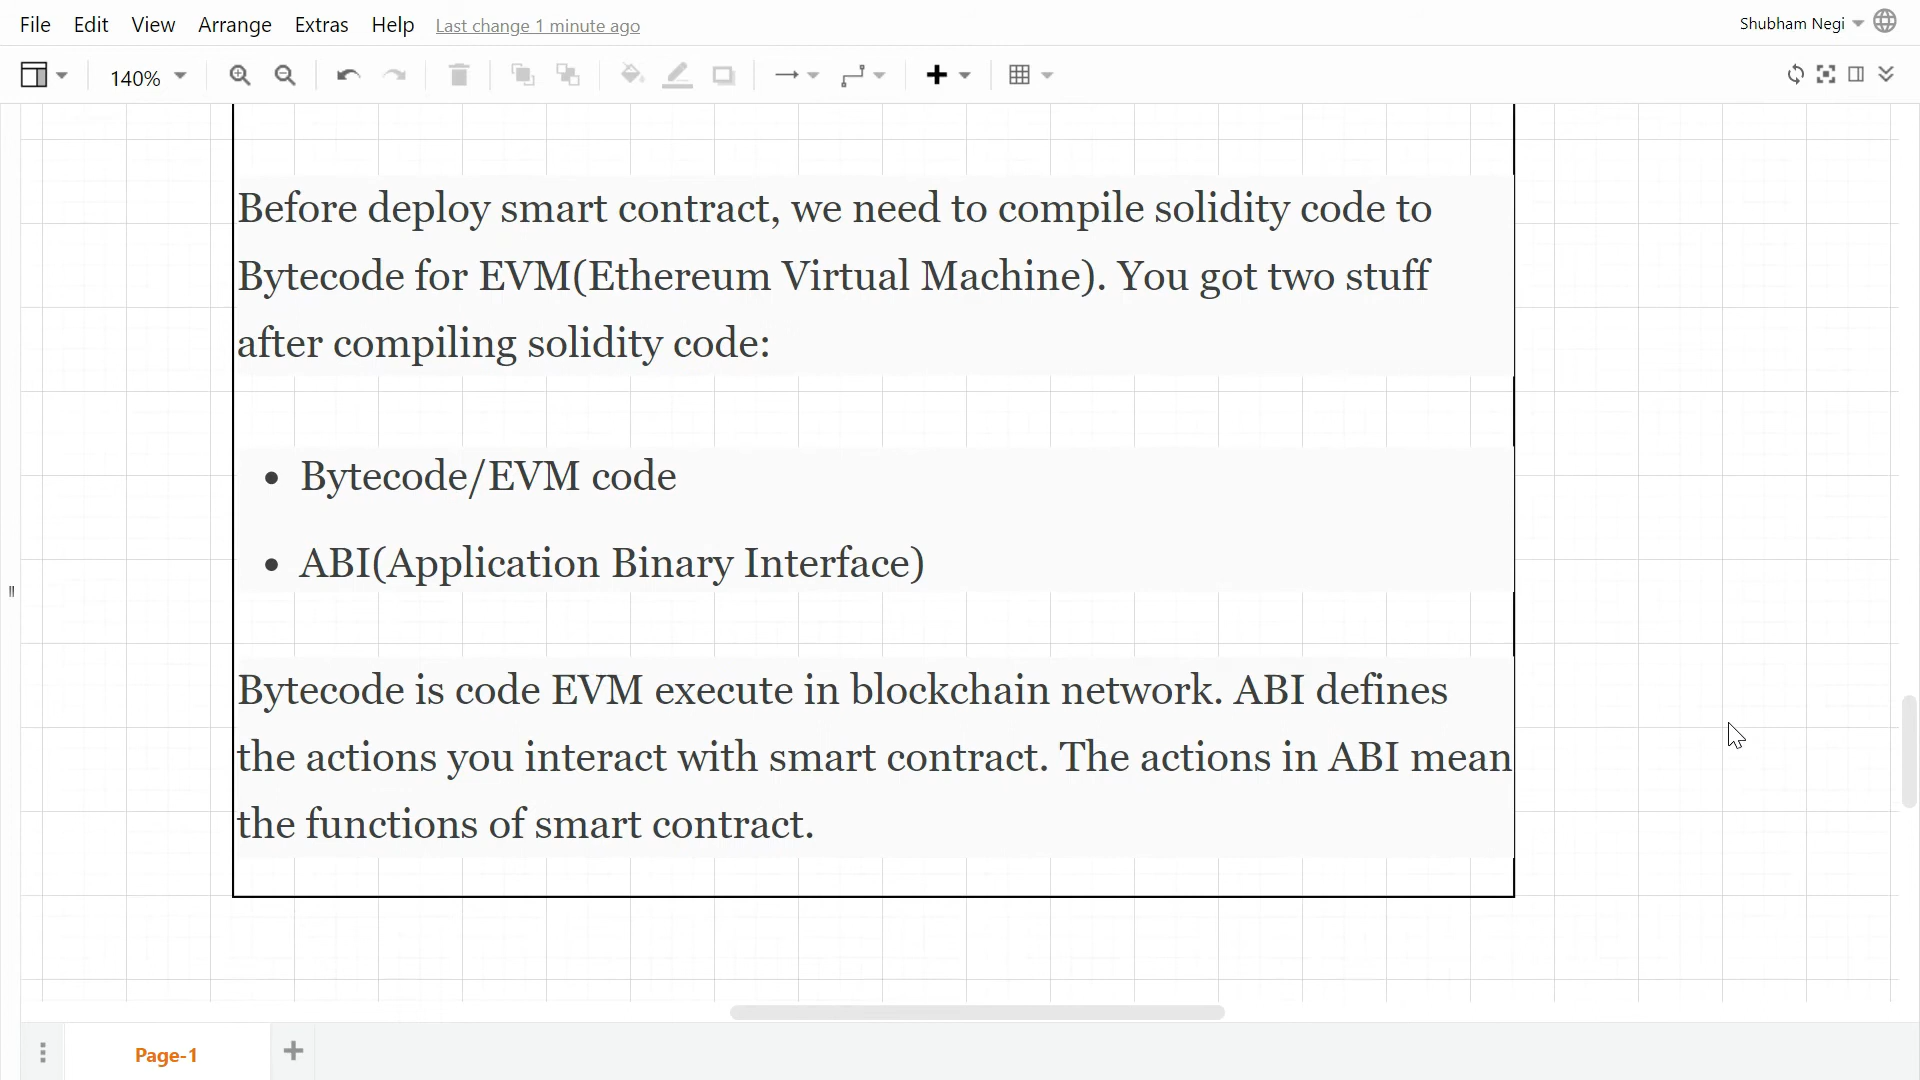 File Edit View Arrange Extras Help Last change 1 minute ago Shubham Negi
140%
Before deploy smart contract, we need to compile solidity code to
Bytecode for EVM(Ethereum Virtual Machine). You got two stuff
after compiling solidity code:
• Bytecode/EVM code
• ABI(Application Binary Interface)
Bytecode is code EVM execute in blockchain network. ABI defines
the actions you interact with smart contract. The actions in ABI mean
the functions of smart contract.
Page-1